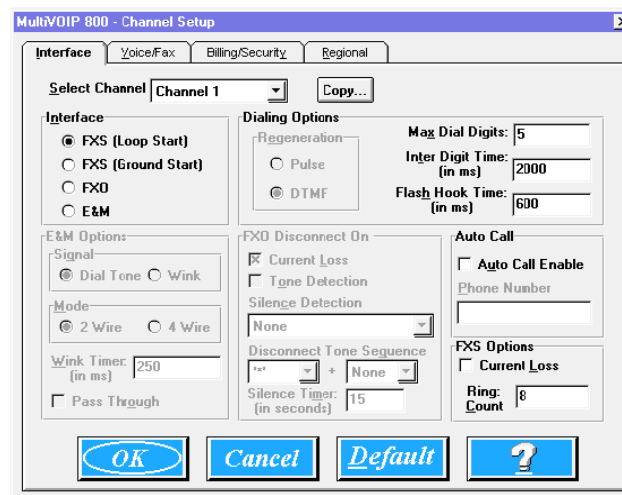 MultiVOIP 800 - Channel Setup
Interface Voice/Fax Billing/Security Regional
Select Channel Channel 1 Copy...
Interface
FXS (Loop Start)
FXS (Ground Start)
FXO
E&M
Dialing Options
Regeneration
Pulse
DTMF
Max Dial Digits: 5
Inter Digit Time: 2000
(in ms)
Flash Hook Time: 600
(in ms)
E&M Options
Signal
Dial Tone Wink
Mode
2 Wire 4 Wire
Wink Timer: 250
(in ms)
Pass Through
FXO Disconnect On
Current Loss
Tone Detection
Silence Detection
None
Disconnect Tone Sequence
'*' + None
Silence Timer: 15
(in seconds)
Auto Call
Auto Call Enable
Phone Number
FXS Options
Current Loss
Ring: 8
Count
OK Cancel Default ?